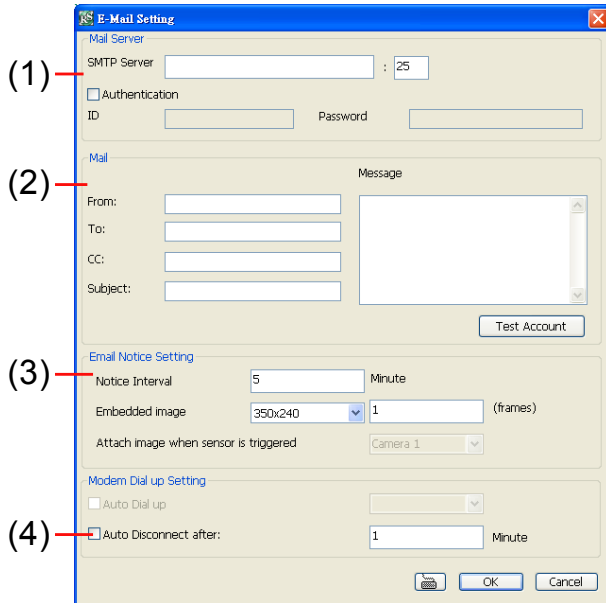 E-Mail Setting
Mail Server
(1)
SMTP Server : 25
Authentication
ID Password
Mail
(2)
Message
From:
To:
CC:
Subject:
Test Account
Email Notice Setting
(3)
Notice Interval 5 Minute
Embedded image 350x240 1 (frames)
Attach image when sensor is triggered Camera 1
Modem Dial up Setting
Auto Dial up
(4)
Auto Disconnect after: 1 Minute
OK Cancel